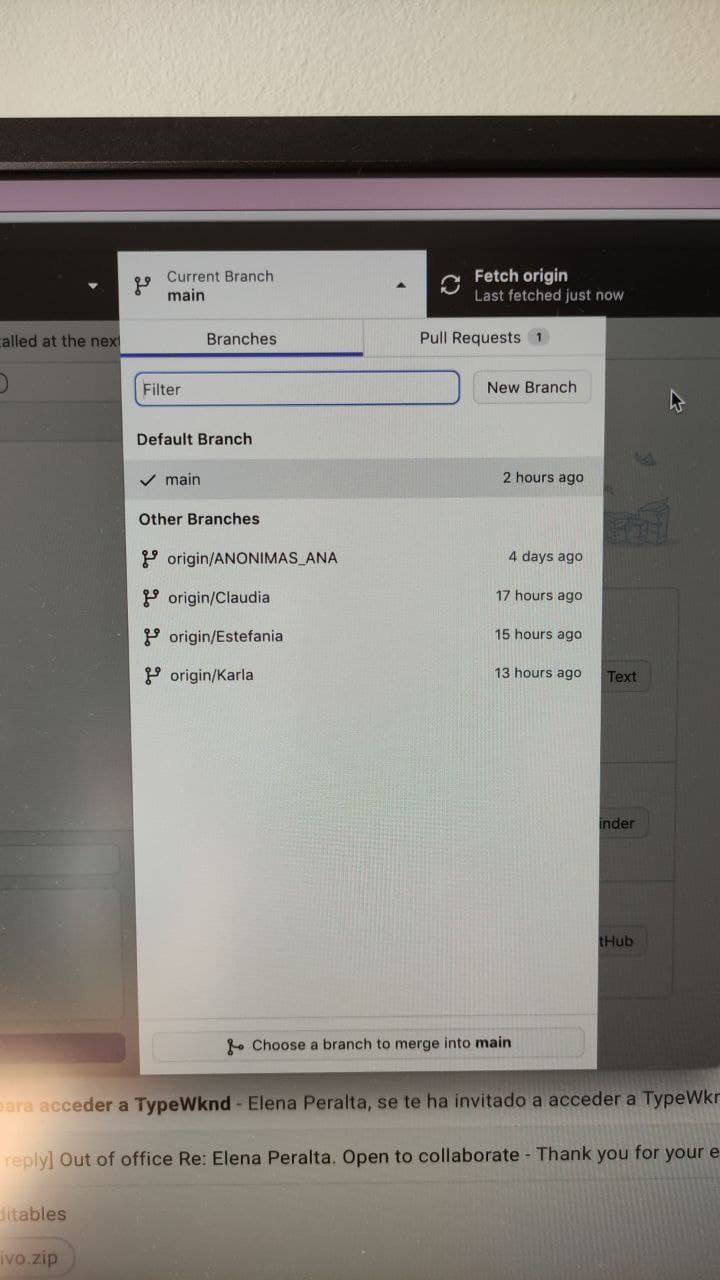 Current Branch
main
Fetch origin
Last fetched just now
alled at the nex
Branches
Pull Requests 1
Filter
New Branch
Default Branch
main
2 hours ago
Other Branches
origin/ANONIMAS_ANA
4 days ago
origin/Claudia
17 hours ago
origin/Estefania
15 hours ago
origin/Karla
13 hours ago
Text
inder
tHub
Choose a branch to merge into main
para acceder a TypeWknd - Elena Peralta, se te ha invitado a acceder a TypeWkr
reply] Out of office Re: Elena Peralta. Open to collaborate - Thank you for your e
ditables
ivo.zip